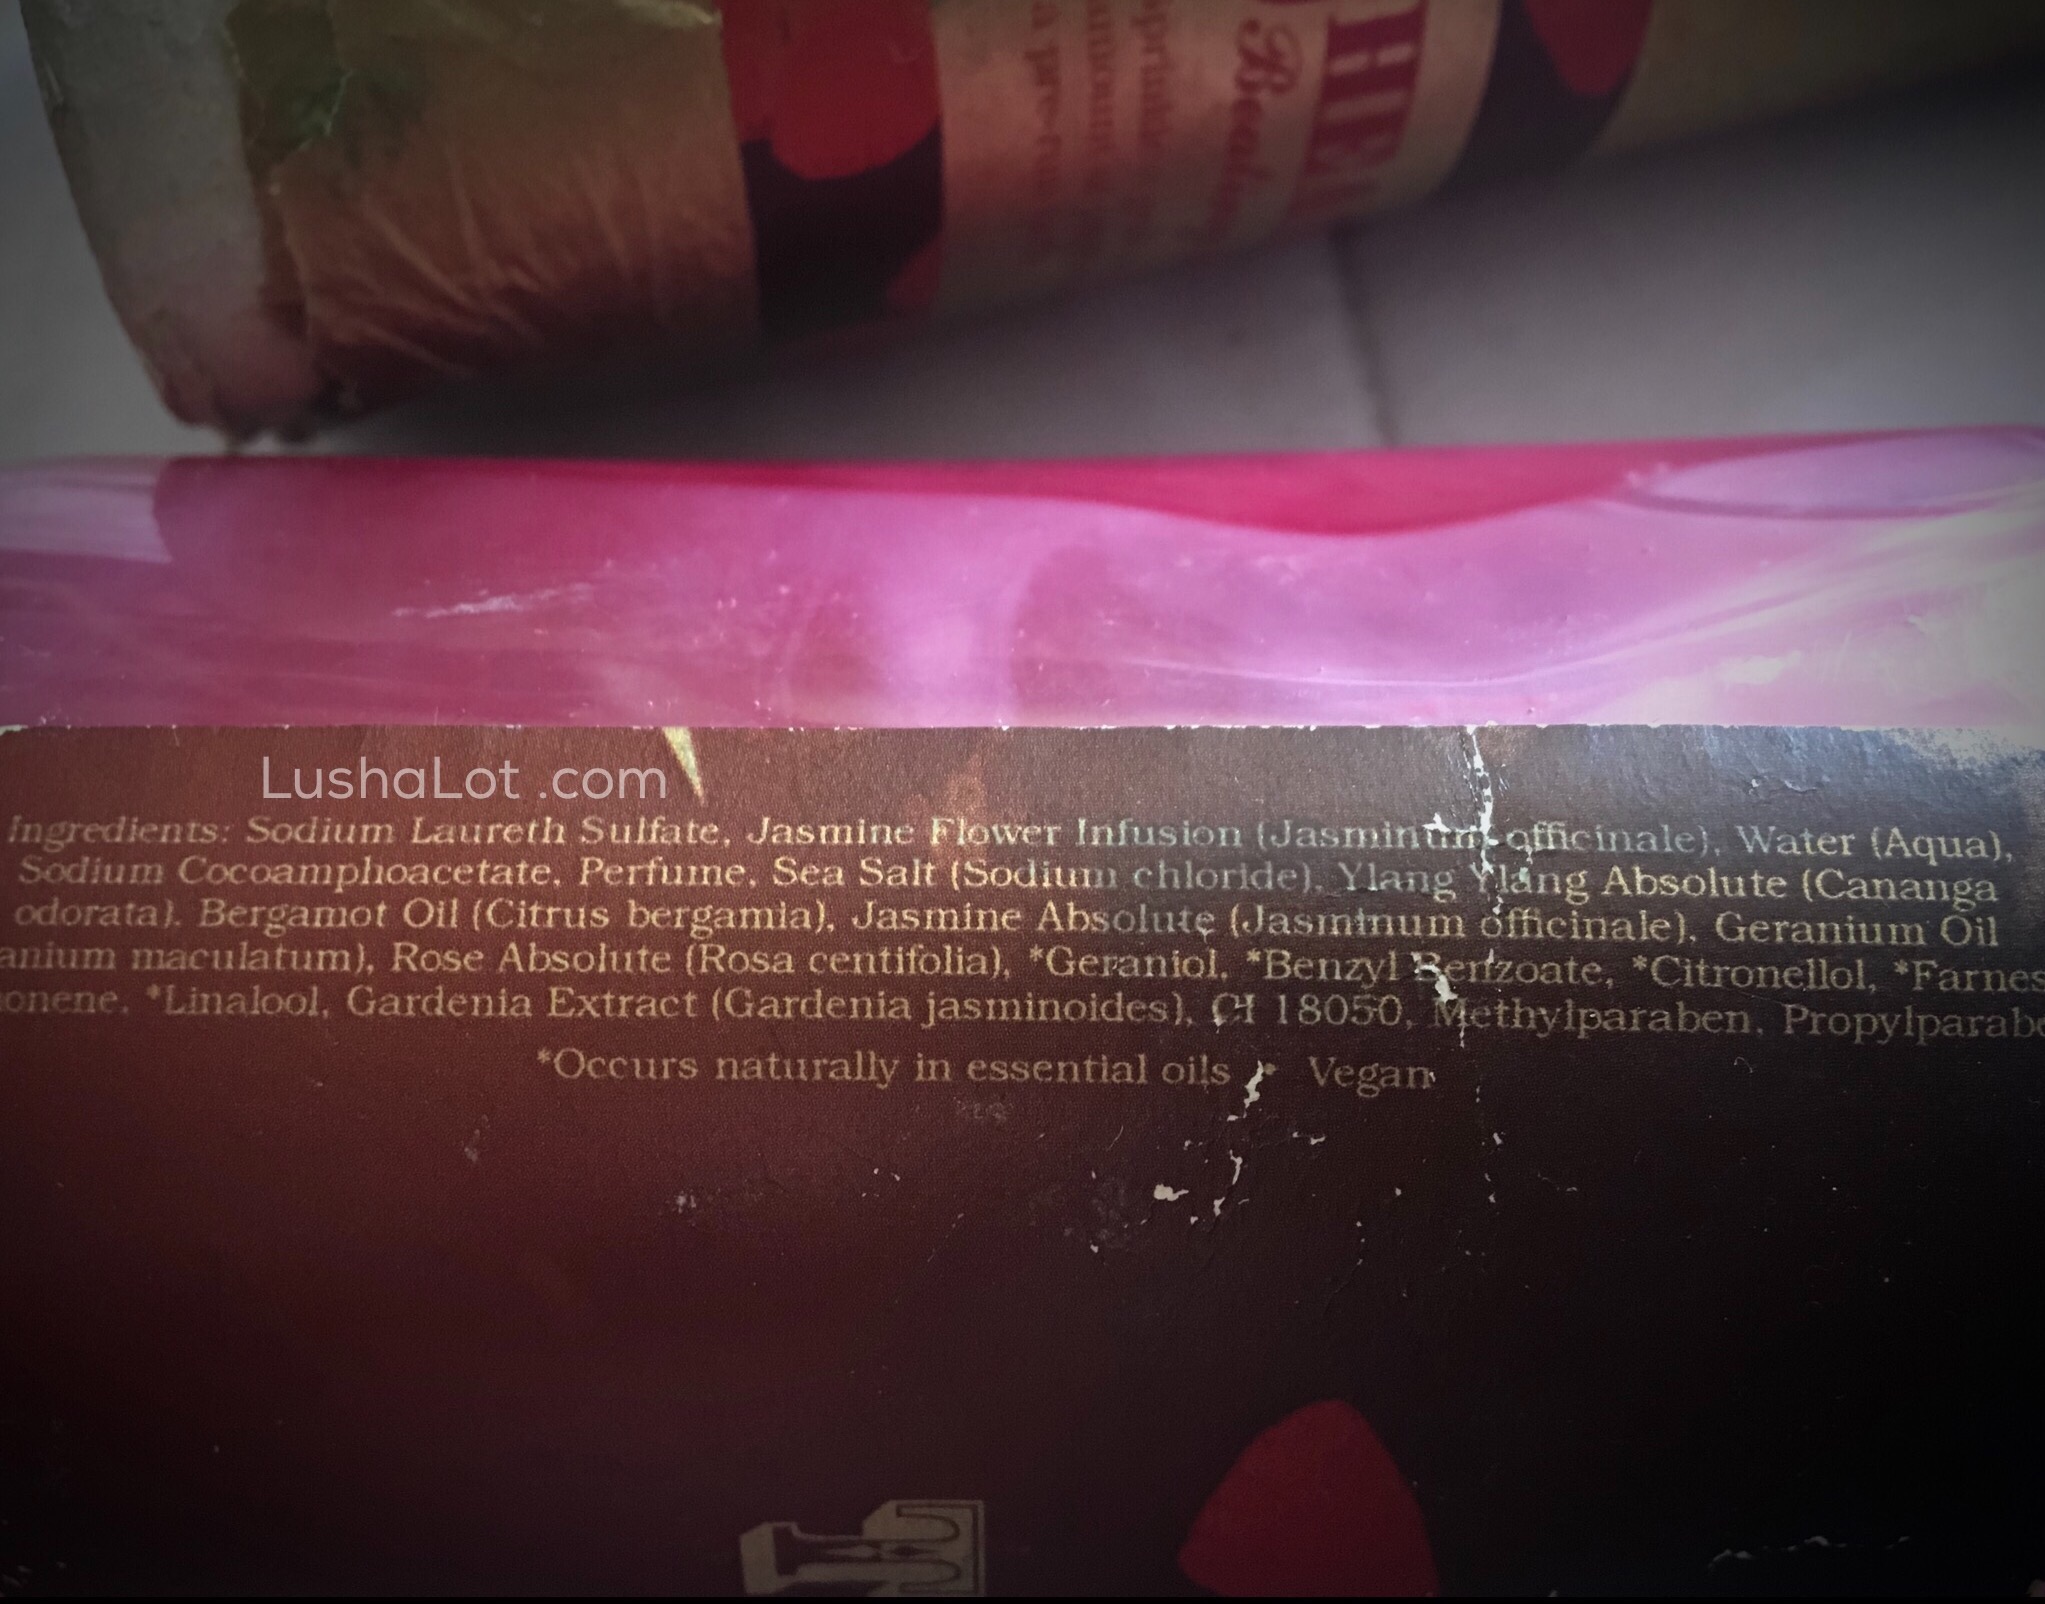 HE
LushaLot .com
Ingredients: Sodium Laureth Sulfate, Jasmine Flower Infusion (Jasminum officinale), Water (Aqua),
Sodium Cocoamphoacetate, Perfume, Sea Salt (Sodium chloride), Ylang Ylang Absolute (Cananga
odorata), Bergamot Oil (Citrus bergamia), Jasmine Absolute (Jasminum officinale), Geranium Oil
anium maculatum), Rose Absolute (Rosa centifolia), *Geraniol, *Benzyl Benzoate, *Citronellol, *Farnes
onene, *Linalool, Gardenia Extract (Gardenia jasminoides), CI 18050, Methylparaben, Propylparabe
*Occurs naturally in essential oils • Vegan